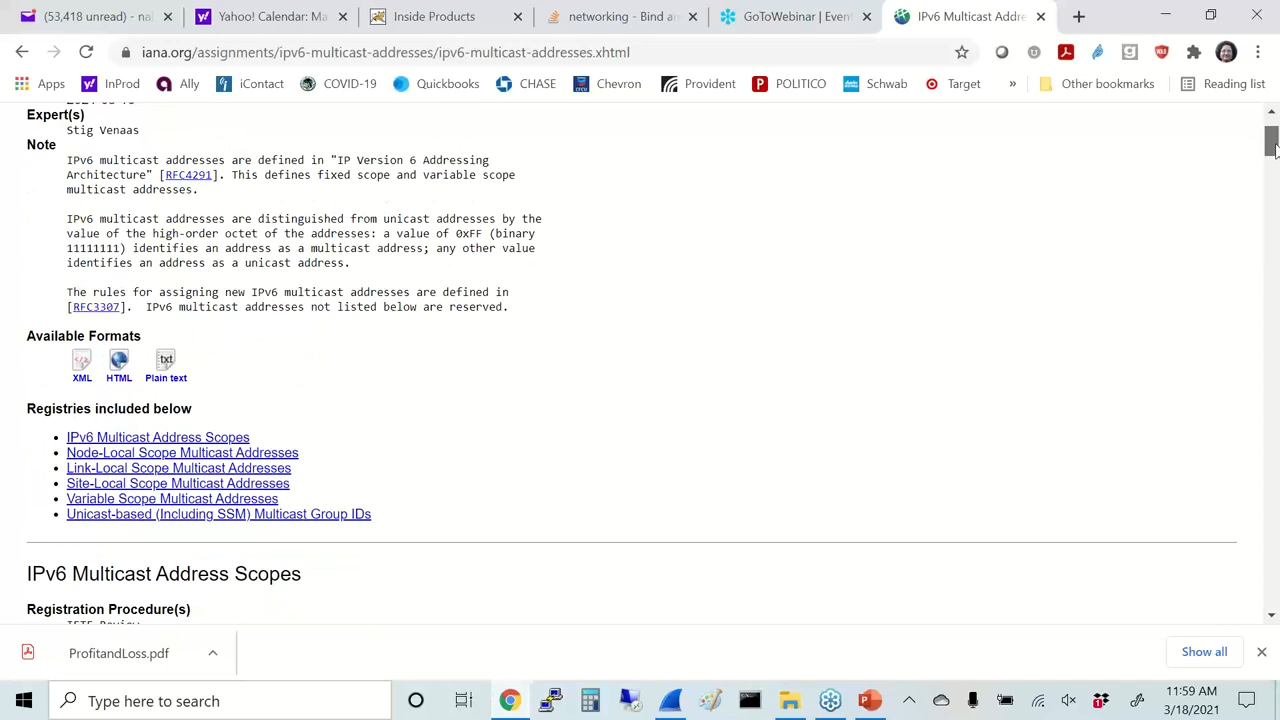 (53,418 unread) - na
Yahoo! Calendar: Ma
Inside Products
networking - Bind an
GoToWebinar | Event
IPv6 Multicast Addre
iana.org/assignments/ipv6-multicast-addresses/ipv6-multicast-addresses.xhtml
Apps
InProd
Ally
iContact
COVID-19
Quickbooks
CHASE
Chevron
Provident
POLITICO
Schwab
Target
»
Other bookmarks
Reading list
Expert(s)
Stig Venaas
Note
IPv6 multicast addresses are defined in "IP Version 6 Addressing
Architecture" [RFC4291]. This defines fixed scope and variable scope
multicast addresses.
IPv6 multicast addresses are distinguished from unicast addresses by the
value of the high-order octet of the addresses: a value of 0xFF (binary
11111111) identifies an address as a multicast address; any other value
identifies an address as a unicast address.
The rules for assigning new IPv6 multicast addresses are defined in
[RFC3307]. IPv6 multicast addresses not listed below are reserved.
Available Formats
txt
XML
HTML
Plain text
Registries included below
• IPv6 Multicast Address Scopes
• Node-Local Scope Multicast Addresses
• Link-Local Scope Multicast Addresses
• Site-Local Scope Multicast Addresses
• Variable Scope Multicast Addresses
• Unicast-based (Including SSM) Multicast Group IDs
IPv6 Multicast Address Scopes
Registration Procedure(s)
IETF Review
ProfitandLoss.pdf
Show all
Type here to search
11:59 AM
3/18/2021